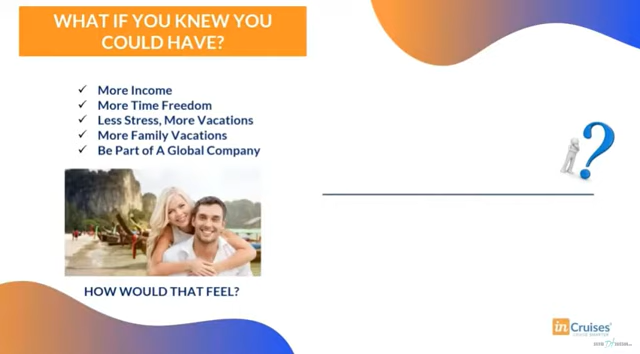 WHAT IF YOU KNEW YOU
COULD HAVE?
More Income
More Time Freedom
Less Stress, More Vacations
More Family Vacations
Be Part of A Global Company
HOW WOULD THAT FEEL?
inCruises